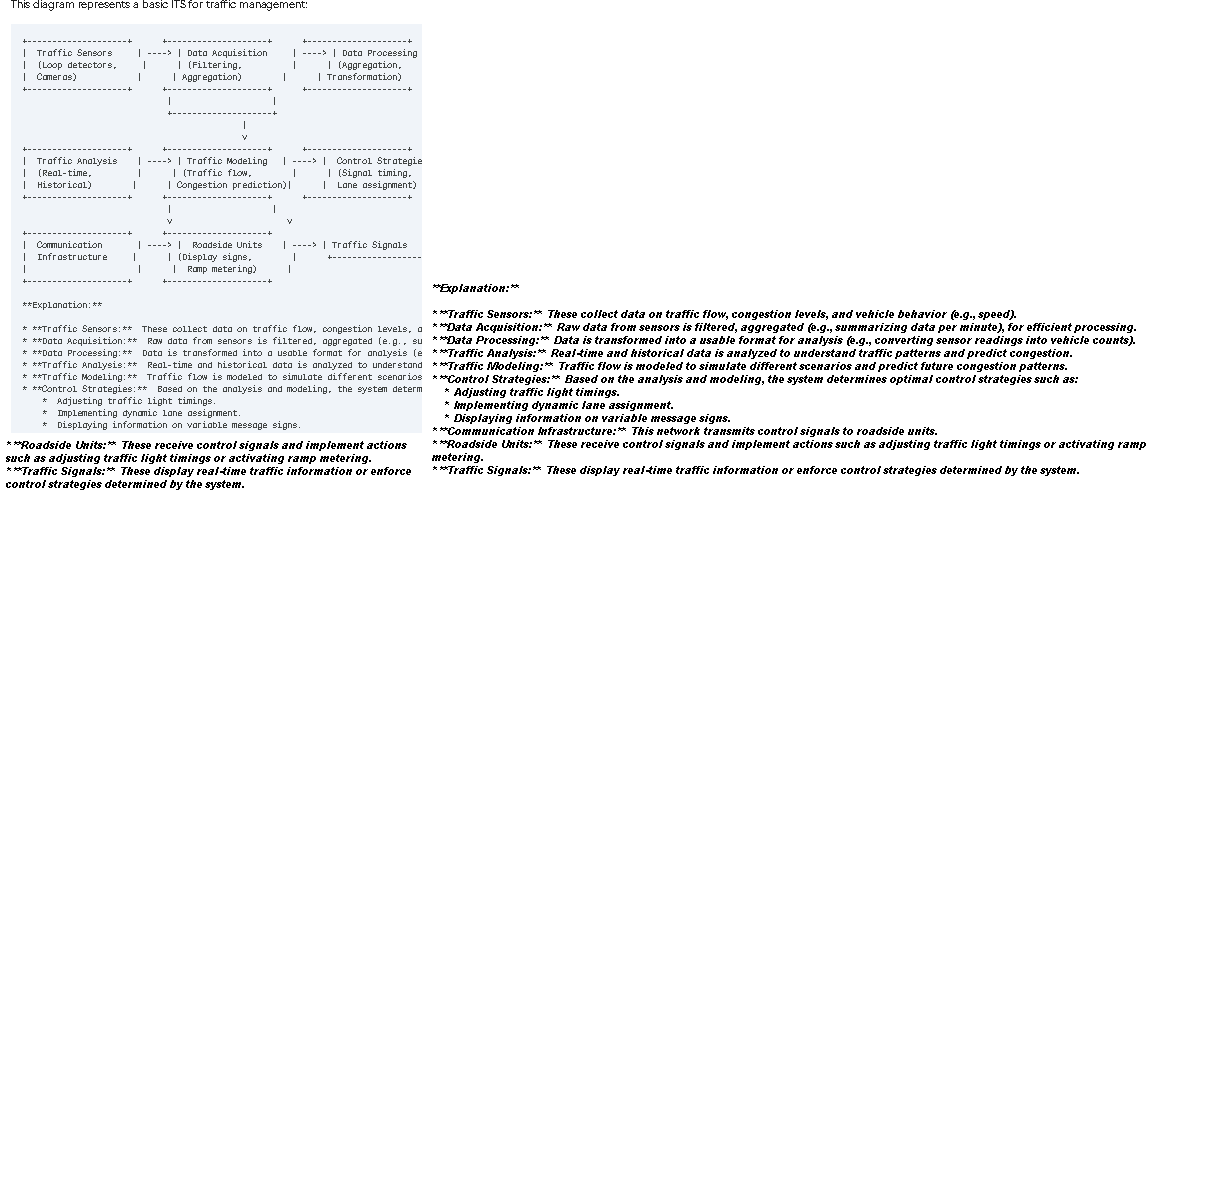 This diagram represents a basic ITS for traffic management:
+---------------------+      +---------------------+      +---------------------+
|  Traffic Sensors     | ----> | Data Acquisition     | ----> | Data Processing
|  (Loop detectors,     |      | (Filtering,          |      | (Aggregation,
|  Cameras)            |      | Aggregation)        |      | Transformation)
+---------------------+      +---------------------+      +---------------------+
|                    |
+---------------------+
|
v
+---------------------+      +---------------------+      +---------------------+
|  Traffic Analysis    | ----> | Traffic Modeling   | ----> |  Control Strategie
|  (Real-time,         |      | (Traffic flow,        |      | (Signal timing,
|  Historical)        |      | Congestion prediction)|      |  Lane assignment)
+---------------------+      +---------------------+      +---------------------+
|                    |
v                       v
+---------------------+      +---------------------+
|  Communication       | ----> |  Roadside Units    | ----> | Traffic Signals
|  Infrastructure     |      | (Display signs,       |      +------------------
|                      |      |  Ramp metering)      |
+---------------------+      +---------------------+
**Explanation:**
* **Traffic Sensors:**  These collect data on traffic flow, congestion levels, a
* **Data Acquisition:**  Raw data from sensors is filtered, aggregated (e.g., su
* **Data Processing:**  Data is transformed into a usable format for analysis (e
* **Traffic Analysis:**  Real-time and historical data is analyzed to understand
* **Traffic Modeling:**  Traffic flow is modeled to simulate different scenarios
* **Control Strategies:**  Based on the analysis and modeling, the system determ
    *  Adjusting traffic light timings.
    *  Implementing dynamic lane assignment.
    *  Displaying information on variable message signs.
* **Roadside Units:** These receive control signals and implement actions
such as adjusting traffic light timings or activating ramp metering.
* **Traffic Signals:** These display real-time traffic information or enforce
control strategies determined by the system.
**Explanation:**
* **Traffic Sensors:** These collect data on traffic flow, congestion levels, and vehicle behavior (e.g., speed).
* **Data Acquisition:** Raw data from sensors is filtered, aggregated (e.g., summarizing data per minute), for efficient processing.
* **Data Processing:** Data is transformed into a usable format for analysis (e.g., converting sensor readings into vehicle counts).
* **Traffic Analysis:** Real-time and historical data is analyzed to understand traffic patterns and predict congestion.
* **Traffic Modeling:** Traffic flow is modeled to simulate different scenarios and predict future congestion patterns.
* **Control Strategies:** Based on the analysis and modeling, the system determines optimal control strategies such as:
    * Adjusting traffic light timings.
    * Implementing dynamic lane assignment.
    * Displaying information on variable message signs.
* **Communication Infrastructure:** This network transmits control signals to roadside units.
* **Roadside Units:** These receive control signals and implement actions such as adjusting traffic light timings or activating ramp
metering.
* **Traffic Signals:** These display real-time traffic information or enforce control strategies determined by the system.